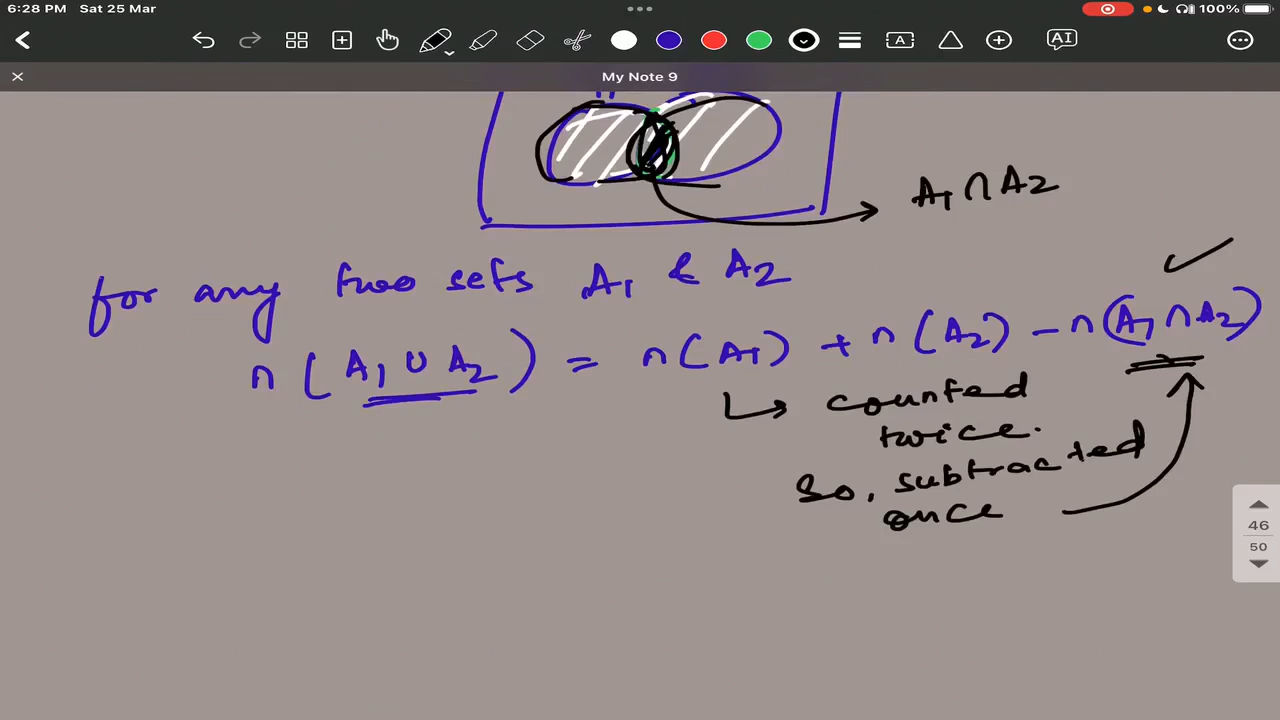 6:28 PM Sat 25 Mar
100%
A
AI
My Note 9
A1 ∩ A2
for any two sets A1 & A2
n(A1 ∪ A2) = n(A1) + n(A2) - n(A1 ∩ A2)
counted
twice.
So, subtracted
once
46
50